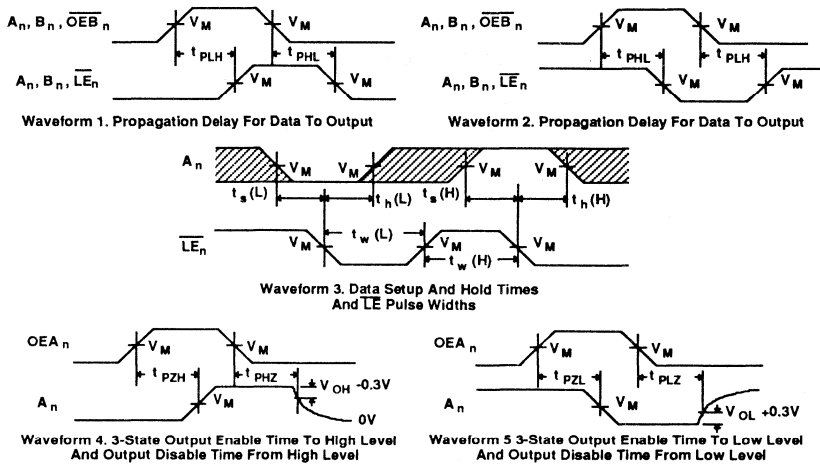 An, Bn, OEBn
VM
VM
tPLH
tPHL
An, Bn, LEn
VM
VM
Waveform 1. Propagation Delay For Data To Output
An, Bn, OEBn
VM
VM
tPHL
tPLH
An, Bn, LEn
VM
VM
Waveform 2. Propagation Delay For Data To Output
An
VM
VM
VM
VM
ts(L)
th(L)
ts(H)
th(H)
LEn
VM
tw(L)
VM
VM
tw(H)
Waveform 3. Data Setup And Hold Times
And LE Pulse Widths
OEAn
VM
VM
tPZH
tPHZ
VOH -0.3V
An
VM
0V
Waveform 4. 3-State Output Enable Time To High Level
And Output Disable Time From High Level
OEAn
VM
VM
tPZL
tPLZ
An
VM
VOL +0.3V
Waveform 5 3-State Output Enable Time To Low Level
And Output Disable Time From Low Level